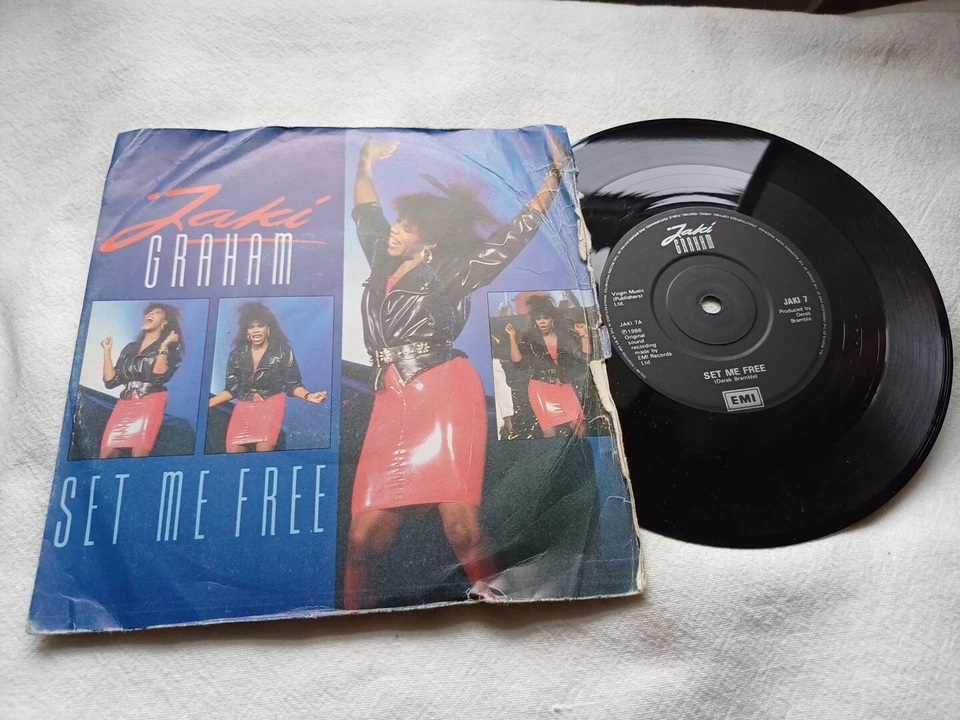 Jaki
GRAHAM
SET ME FREE
Jaki
GRAHAM
Virgin Music
(Publishers)
Ltd.
JAKI 7A
℗1986
Original
sound
recording
made by
EMI Records
Ltd.
JAKI 7
Produced by
Derek
Bramble
SET ME FREE
(Derek Bramble)
EMI